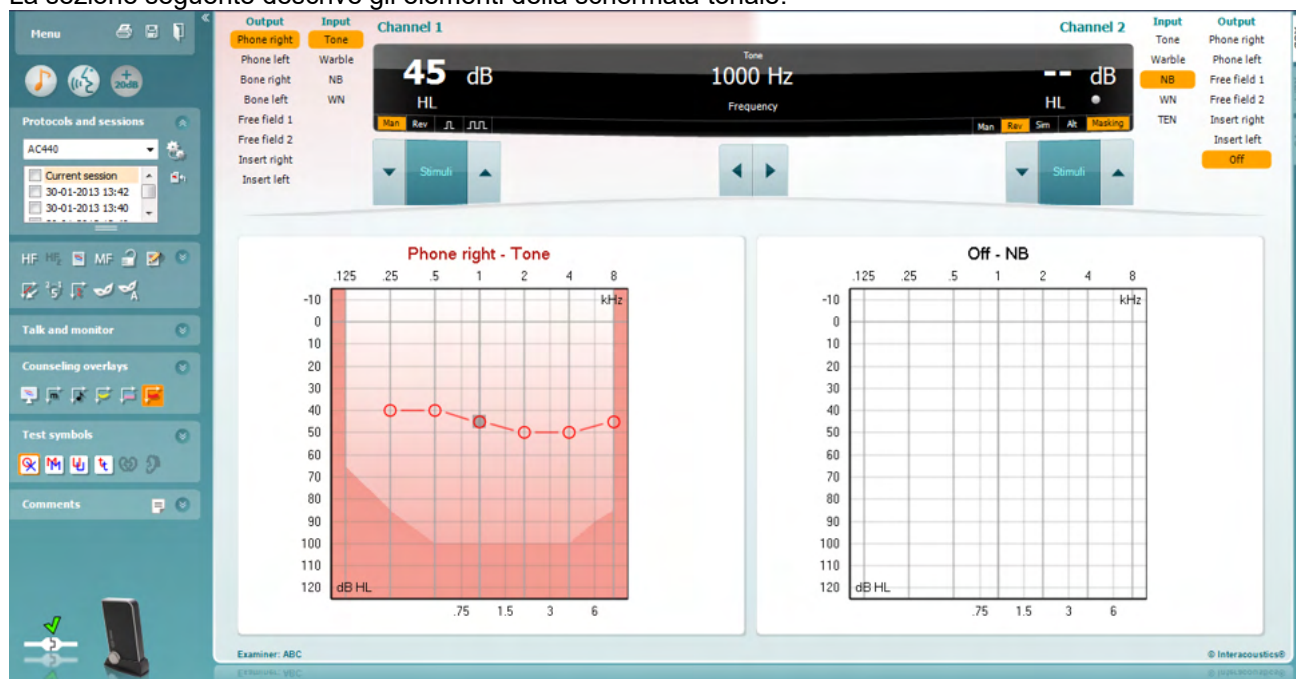 La sezione seguente descrive gli elementi della schermata tonale.
Menu
20dB
Protocols and sessions
AC440
Current session
30-01-2013 13:42
30-01-2013 13:40
HF HF2 MF
Talk and monitor
Counseling overlays
Test symbols
Comments
Output Input
Phone right Tone
Phone left Warble
Bone right NB
Bone left WN
Free field 1
Free field 2
Insert right
Insert left
Channel 1
Channel 2
45 dB
HL
Man Rev
Tone
1000 Hz
Frequency
-- dB
HL
Man Rev Sim Alt Masking
Stimuli
Stimuli
Input Output
Tone Phone right
Warble Phone left
NB Free field 1
WN Free field 2
TEN Insert right
Insert left
Off
Phone right - Tone
.125 .25 .5 1 2 4 8
kHz
-10
0
10
20
30
40
50
60
70
80
90
100
110
120
dB HL
.75 1.5 3 6
Off - NB
.125 .25 .5 1 2 4 8
kHz
-10
0
10
20
30
40
50
60
70
80
90
100
110
120
dB HL
.75 1.5 3 6
Examiner: ABC
© Interacoustics®